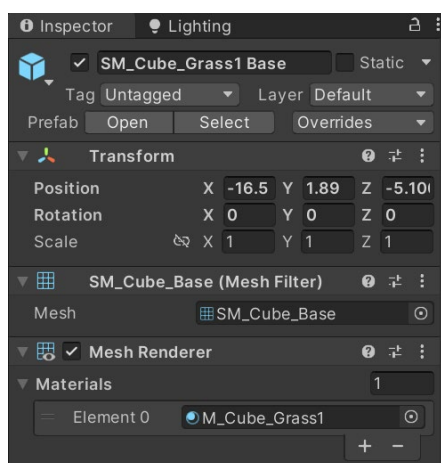 Inspector Lighting
SM_Cube_Grass1 Base Static
Tag Untagged Layer Default
Prefab Open Select Overrides
Transform
Position X -16.5 Y 1.89 Z -5.10
Rotation X 0 Y 0 Z 0
Scale X 1 Y 1 Z 1
SM_Cube_Base (Mesh Filter)
Mesh SM_Cube_Base
Mesh Renderer
Materials 1
Element 0 M_Cube_Grass1
+ -